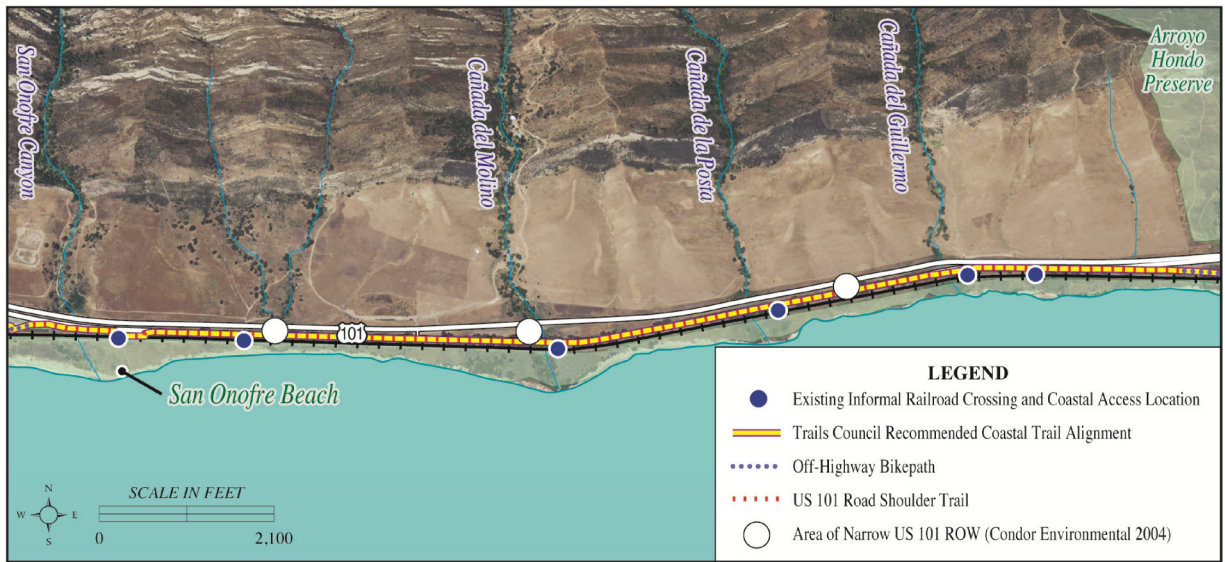 San Onofre Canyon
Cañada del Molino
Cañada de la Posta
Cañada del Guillermo
Arroyo
Hondo
Preserve
101
San Onofre Beach
N
W E
S
SCALE IN FEET
0 2,100
LEGEND
Existing Informal Railroad Crossing and Coastal Access Location
Trails Council Recommended Coastal Trail Alignment
Off-Highway Bikepath
US 101 Road Shoulder Trail
Area of Narrow US 101 ROW (Condor Environmental 2004)